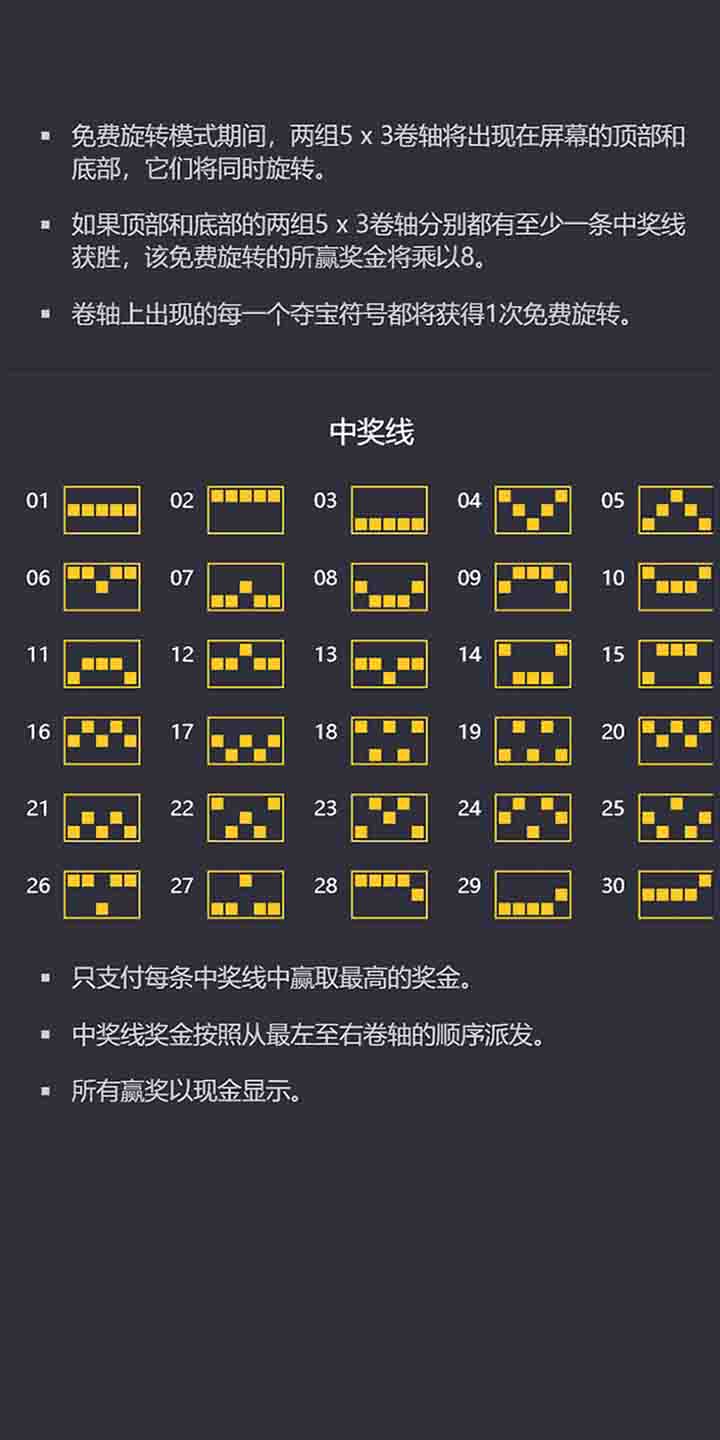 免费旋转模式期间，两组5 x 3卷轴将出现在屏幕的顶部和
底部，它们将同时旋转。
如果顶部和底部的两组5 x 3卷轴分别都有至少一条中奖线
获胜，该免费旋转的所赢奖金将乘以8。
卷轴上出现的每一个夺宝符号都将获得1次免费旋转。
中奖线
01 02 03 04 05
06 07 08 09 10
11 12 13 14 15
16 17 18 19 20
21 22 23 24 25
26 27 28 29 30
只支付每条中奖线中赢取最高的奖金。
中奖线奖金按照从最左至右卷轴的顺序派发。
所有赢奖以现金显示。